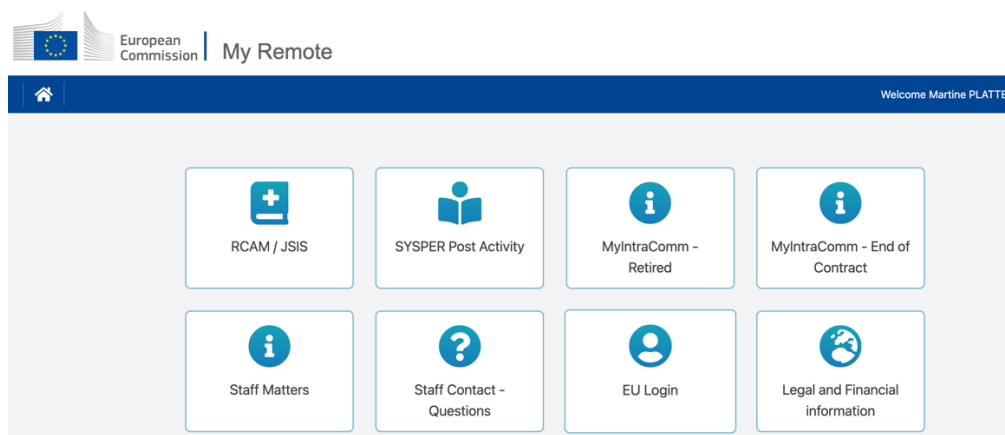 European
Commission
My Remote
Welcome Martine PLATTE
RCAM / JSIS
SYSPER Post Activity
MyIntraComm -
Retired
MyIntraComm - End of
Contract
Staff Matters
Staff Contact -
Questions
EU Login
Legal and Financial
information